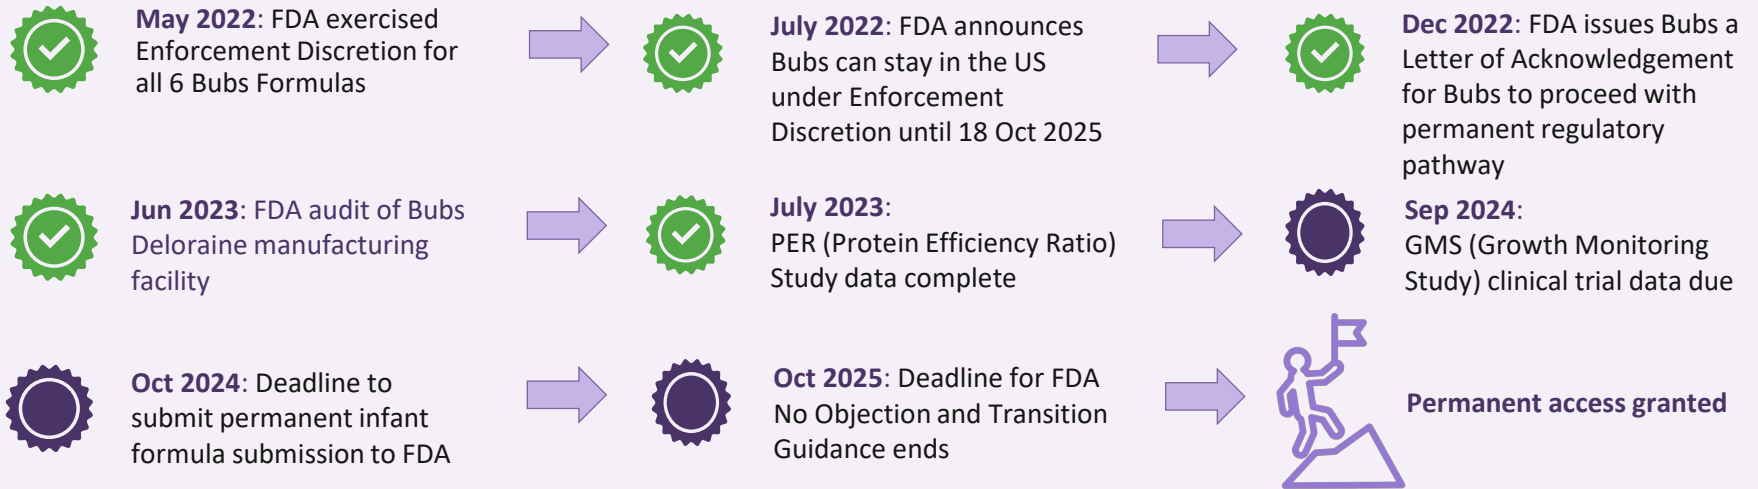 May 2022: FDA exercised
Enforcement Discretion for
all 6 Bubs Formulas
July 2022: FDA announces
Bubs can stay in the US
under Enforcement
Discretion until 18 Oct 2025
Dec 2022: FDA issues Bubs a
Letter of Acknowledgement
for Bubs to proceed with
permanent regulatory
pathway
Jun 2023: FDA audit of Bubs
Deloraine manufacturing
facility
July 2023:
PER (Protein Efficiency Ratio)
Study data complete
Sep 2024:
GMS (Growth Monitoring
Study) clinical trial data due
Oct 2024: Deadline to
submit permanent infant
formula submission to FDA
Oct 2025: Deadline for FDA
No Objection and Transition
Guidance ends
Permanent access granted